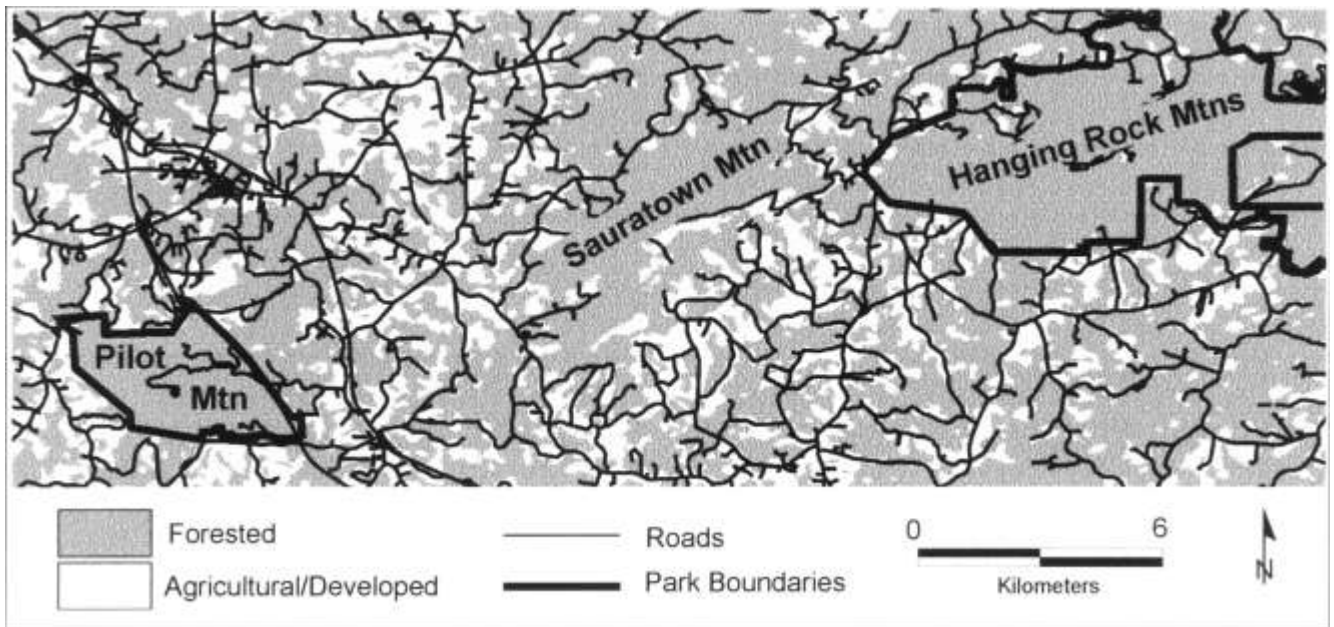 Hanging Rock Mtns
Sauratown Mtn
Pilot
Mtn
Forested
Agricultural/Developed
Roads
Park Boundaries
0 6
Kilometers
N